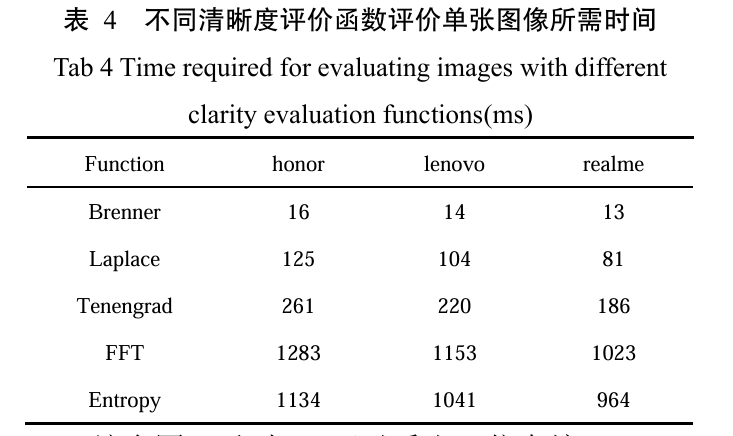 表 4 不同清晰度评价函数评价单张图像所需时间
Tab 4 Time required for evaluating images with different
clarity evaluation functions(ms)
Function honor lenovo realme
Brenner 16 14 13
Laplace 125 104 81
Tenengrad 261 220 186
FFT 1283 1153 1023
Entropy 1134 1041 964